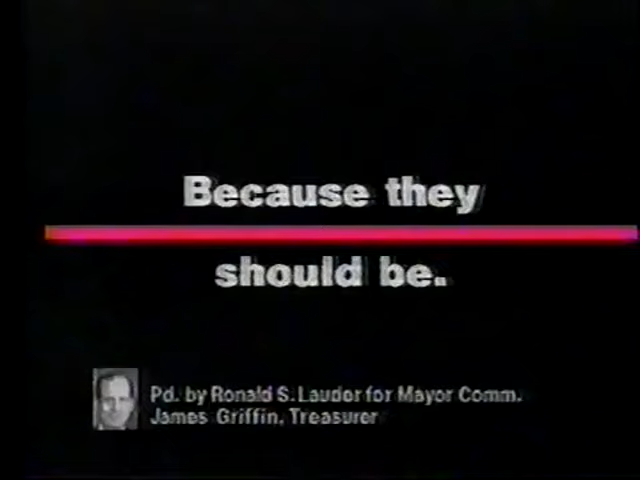 Because they
should be.
Pd. by Ronald S. Lauder for Mayor Comm.
James Griffin, Treasurer